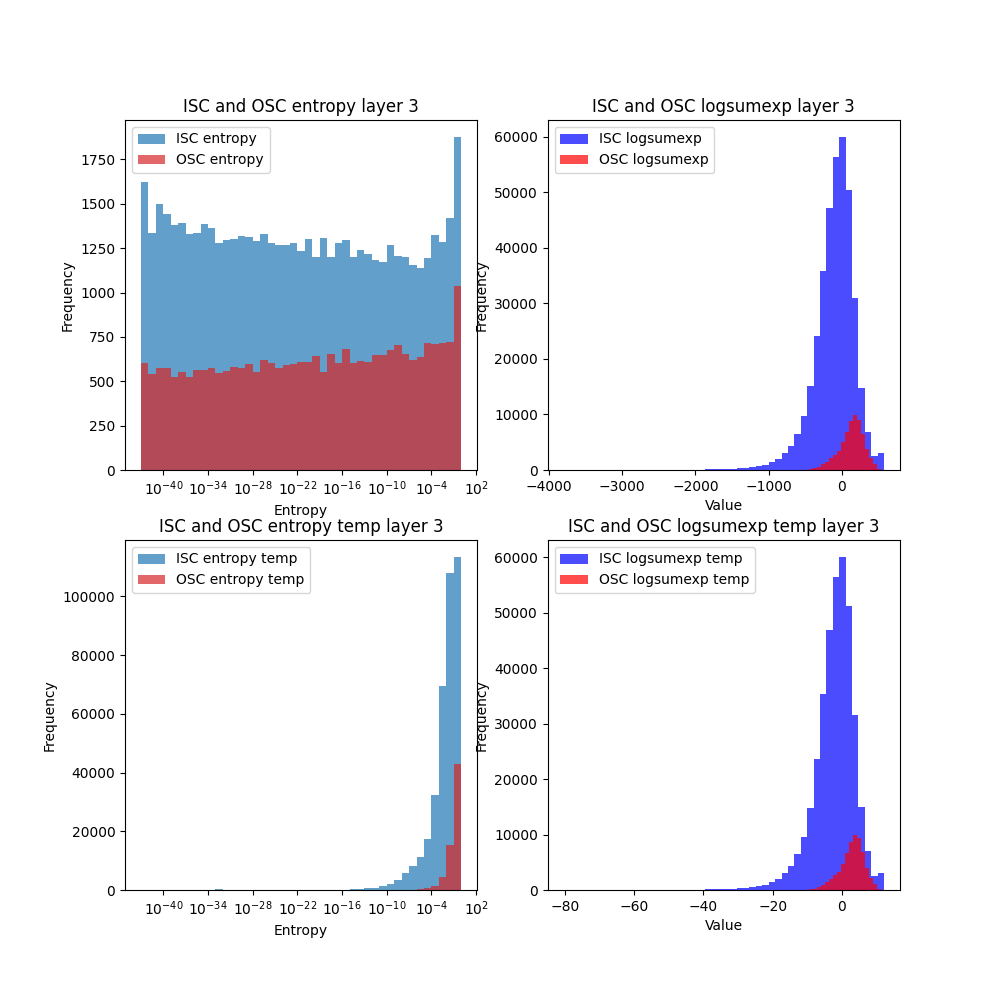 ISC and OSC entropy layer 3
ISC entropy
OSC entropy
1750
1500
1250
1000
750
500
250
0
Frequency
10⁻⁴⁰ 10⁻³⁴ 10⁻²⁸ 10⁻²² 10⁻¹⁶ 10⁻¹⁰ 10⁻⁴ 10²
Entropy
ISC and OSC logsumexp layer 3
ISC logsumexp
OSC logsumexp
60000
50000
40000
30000
20000
10000
0
Frequency
−4000 −3000 −2000 −1000 0
Value
ISC and OSC entropy temp layer 3
ISC entropy temp
OSC entropy temp
100000
80000
60000
40000
20000
0
Frequency
10⁻⁴⁰ 10⁻³⁴ 10⁻²⁸ 10⁻²² 10⁻¹⁶ 10⁻¹⁰ 10⁻⁴ 10²
Entropy
ISC and OSC logsumexp temp layer 3
ISC logsumexp temp
OSC logsumexp temp
60000
50000
40000
30000
20000
10000
0
Frequency
−80 −60 −40 −20 0
Value